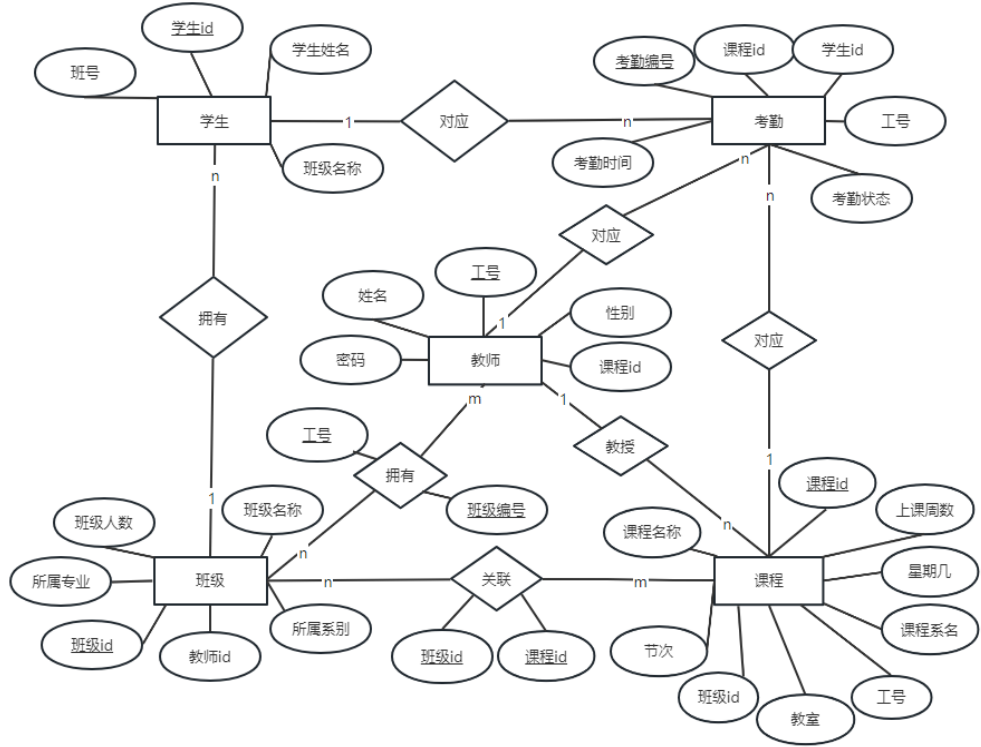 学生id
学生姓名
班号
学生
班级名称
1
对应
n
考勤编号
课程id
学生id
考勤
工号
考勤时间
考勤状态
n
n
n
对应
工号
姓名
1
性别
拥有
密码
教师
课程id
对应
m
1
工号
拥有
教授
1
课程id
班级编号
班级名称
1
班级人数
上课周数
n
课程名称
n
所属专业
班级
n
关联
m
课程
星期几
班级id
教师id
所属系别
班级id
课程id
节次
课程系名
班级id
教室
工号